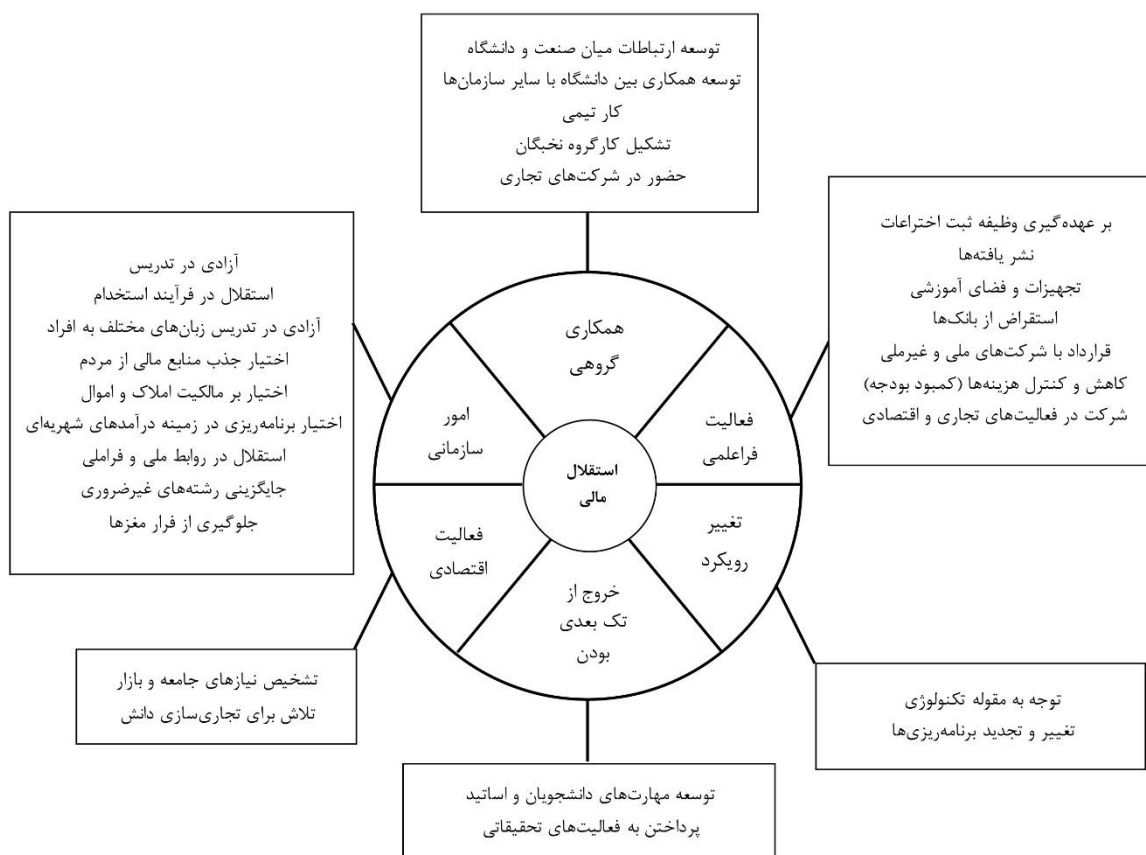 توسعه ارتباطات میان صنعت و دانشگاه
توسعه همکاری بین دانشگاه با سایر سازمان‌ها
کار تیمی
تشکیل کارگروه نخبگان
حضور در شرکت‌های تجاری
بر عهده‌گیری وظیفه ثبت اختراعات
نشر یافته‌ها
تجهیزات و فضای آموزشی
استقراض از بانک‌ها
قرارداد با شرکت‌های ملی و غیرملی
کاهش و کنترل هزینه‌ها (کمبود بودجه)
شرکت در فعالیت‌های تجاری و اقتصادی
آزادی در تدریس
استقلال در فرآیند استخدام
آزادی در تدریس زبان‌های مختلف به افراد
اختیار جذب منابع مالی از مردم
اختیار بر مالکیت املاک و اموال
اختیار برنامه‌ریزی در زمینه درآمدهای شهریه‌ای
استقلال در روابط ملی و فراملی
جایگزینی رشته‌های غیرضروری
جلوگیری از فرار مغزها
همکاری
گروهی
فعالیت
فراعلمی
امور
سازمانی
استقلال
مالی
تغییر
رویکرد
فعالیت
اقتصادی
خروج از
تک بعدی
بودن
توجه به مقوله تکنولوژی
تغییر و تجدید برنامه‌ریزی‌ها
تشخیص نیازهای جامعه و بازار
تلاش برای تجاری‌سازی دانش
توسعه مهارت‌های دانشجویان و اساتید
پرداختن به فعالیت‌های تحقیقاتی